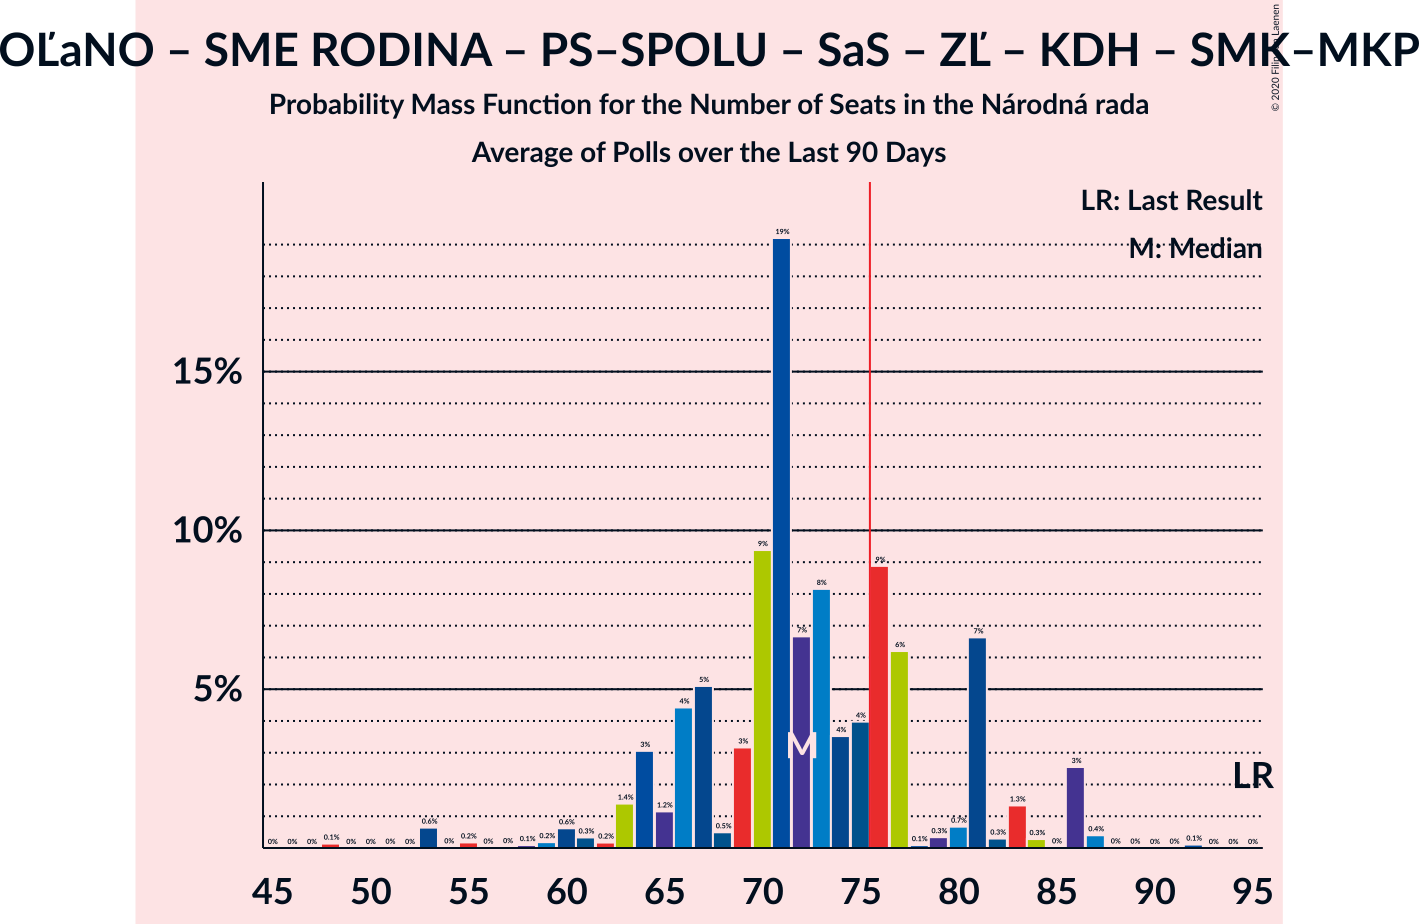 OĽaNO – SME RODINA – PS–SPOLU – SaS – ZĽ – KDH – SMK–MKP
Probability Mass Function for the Number of Seats in the Národná rada
Average of Polls over the Last 90 Days
© 2020 Filip Laenen
LR: Last Result
M: Median
19%
15%
10%
9%
9%
8%
7%
7%
6%
5%
5%
4%
4%
4%
3%
3%
3%
M
LR
1.4%
1.3%
1.2%
0% 0% 0% 0.1% 0% 0% 0% 0% 0.6% 0% 0.2% 0% 0% 0.1% 0.2% 0.6% 0.3% 0.2% 0.5% 0.1% 0.3% 0.7% 0.3% 0.3% 0% 0.4% 0% 0% 0% 0% 0.1% 0% 0% 0%
45 50 55 60 65 70 75 80 85 90 95